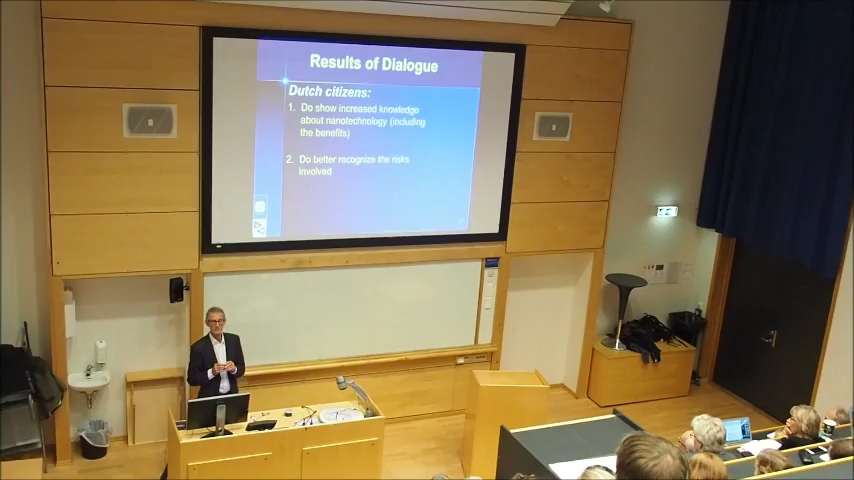 Results of Dialogue
Dutch citizens:
1. Do show increased knowledge
about nanotechnology (including
the benefits)
2. Do better recognize the risks
involved